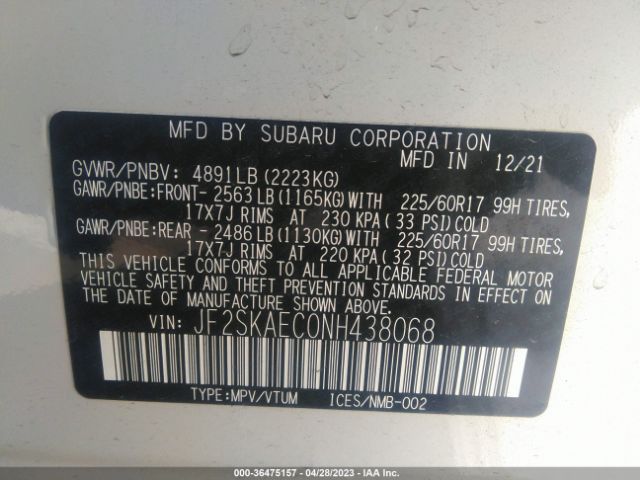 MFD BY SUBARU CORPORATION
MFD IN 12/21
GVWR/PNBV: 4891LB (2223KG)
GAWR/PNBE:FRONT- 2563 LB (1165KG)WITH 225/60R17 99H TIRES,
17X7J RIMS AT 230 KPA (33 PSI)COLD
GAWR/PNBE:REAR - 2486 LB (1130KG)WITH 225/60R17 99H TIRES,
17X7J RIMS AT 220 KPA (32 PSI)COLD
THIS VEHICLE CONFORMS TO ALL APPLICABLE FEDERAL MOTOR
VEHICLE SAFETY AND THEFT PREVENTION STANDARDS IN EFFECT
ON THE DATE OF MANUFACTURE SHOWN ABOVE.
VIN: JF2SKAEC0NH438068
TYPE:MPV/VTUM ICES/NMB-002
000-36475157 - 04/28/2023 - IAAI.COM